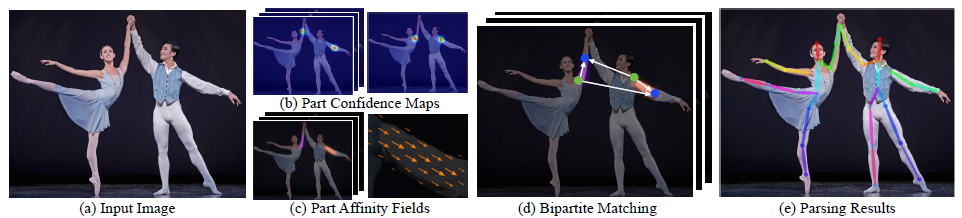 (b) Part Confidence Maps
(a) Input Image
(c) Part Affinity Fields
(d) Bipartite Matching
(e) Parsing Results